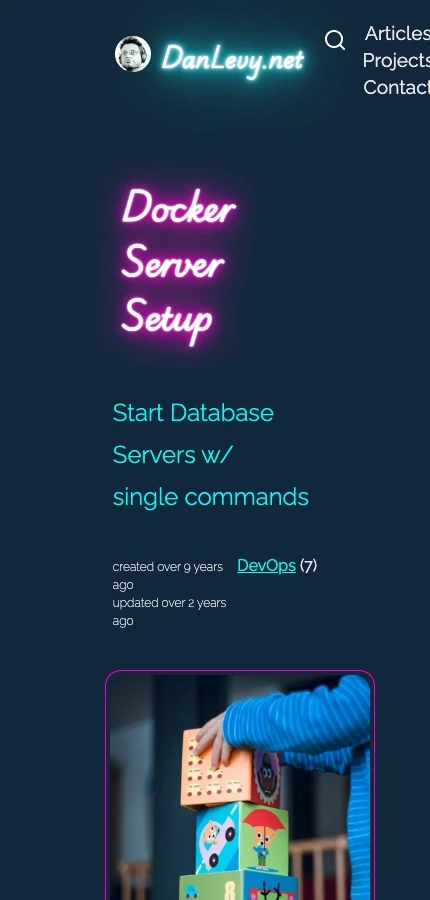 DanLevy.net
Articles
Projects
Contact
Docker
Server
Setup
Start Database
Servers w/
single commands
created over 9 years
ago
updated over 2 years
ago
DevOps (7)
8